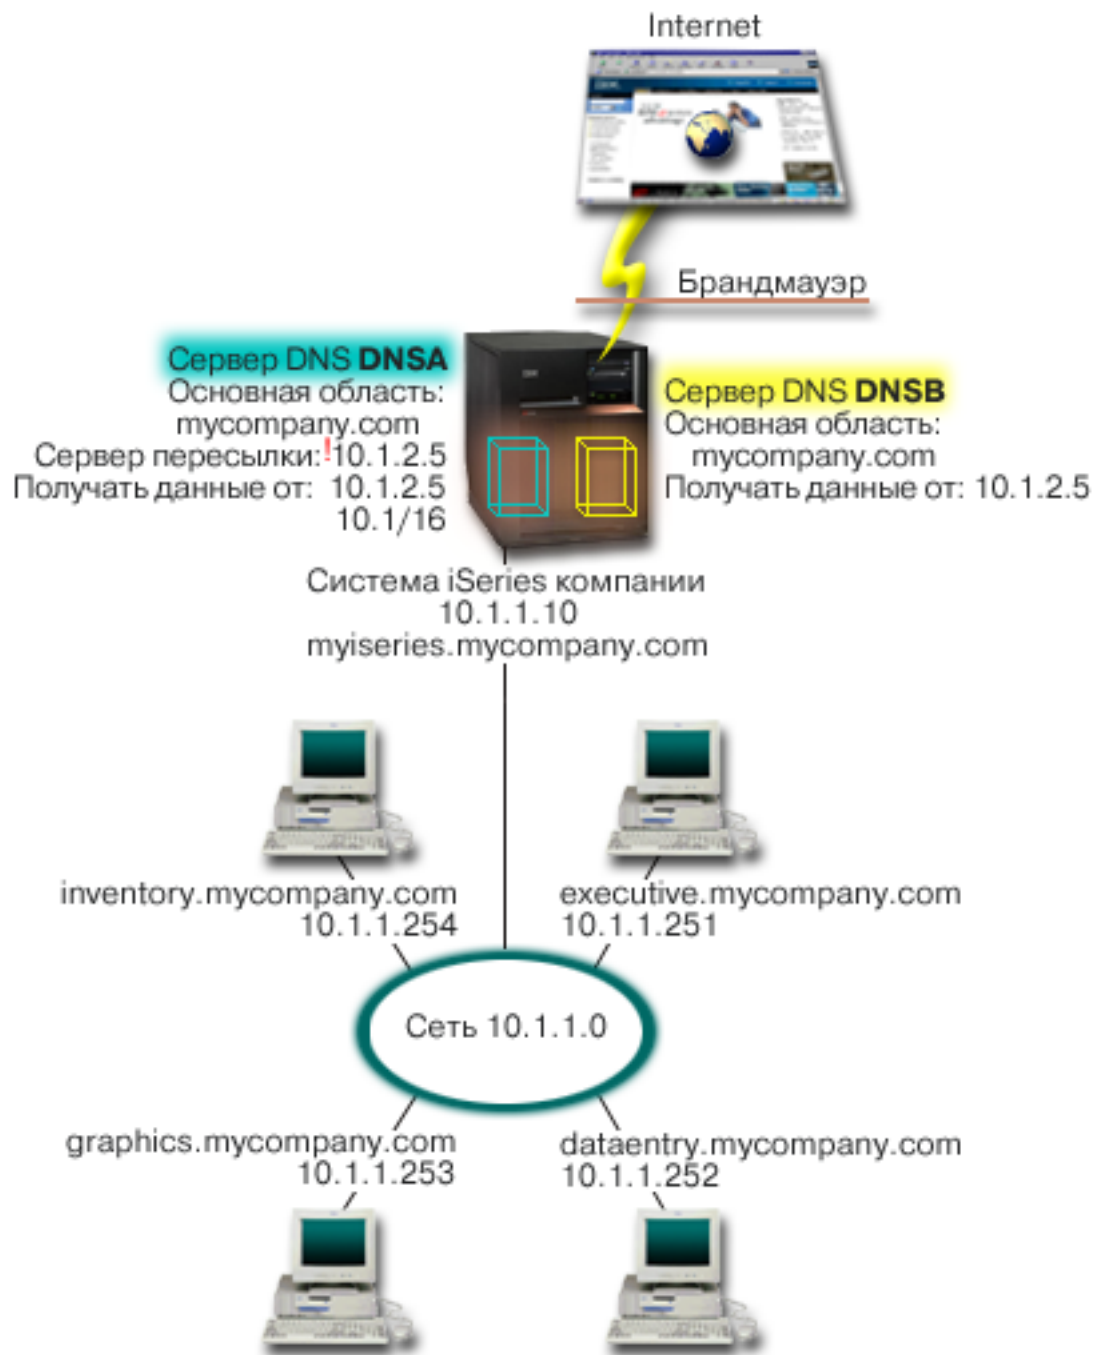 Internet
Брандмауэр
Сервер DNS DNSA
Основная область:
mycompany.com
Сервер пересылки:!10.1.2.5
Получать данные от: 10.1.2.5
10.1/16
Сервер DNS DNSB
Основная область:
mycompany.com
Получать данные от: 10.1.2.5
Система iSeries компании
10.1.1.10
myiseries.mycompany.com
inventory.mycompany.com
10.1.1.254
executive.mycompany.com
10.1.1.251
Сеть 10.1.1.0
graphics.mycompany.com
10.1.1.253
dataentry.mycompany.com
10.1.1.252